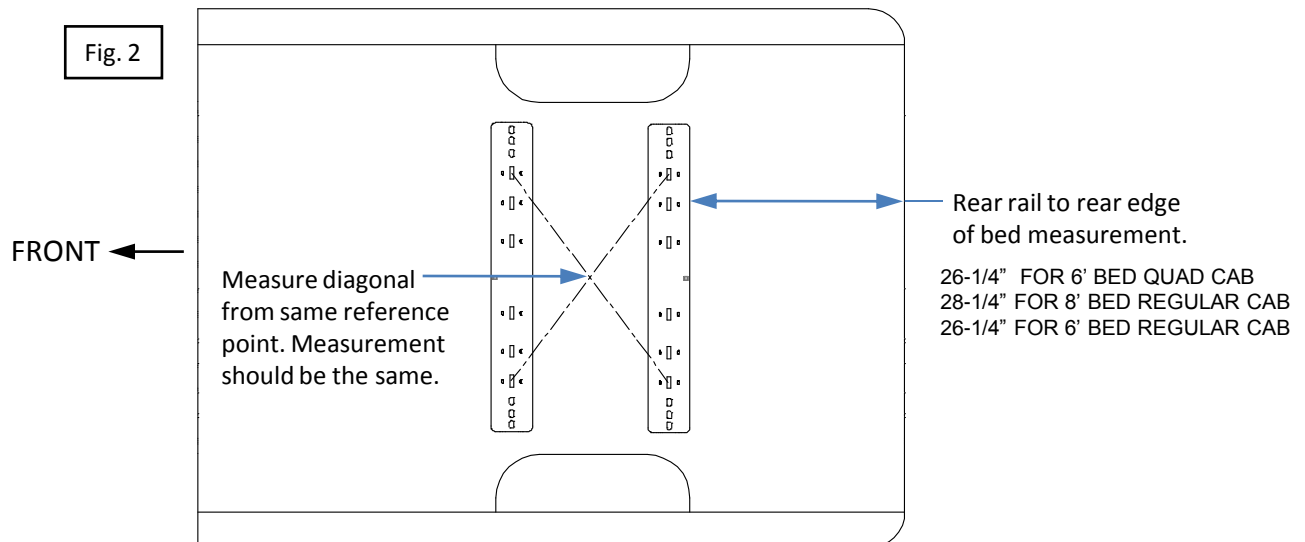 Fig. 2
FRONT
Measure diagonal
from same reference
point. Measurement
should be the same.
Rear rail to rear edge
of bed measurement.
26-1/4” FOR 6’ BED QUAD CAB
28-1/4” FOR 8’ BED REGULAR CAB
26-1/4” FOR 6’ BED REGULAR CAB